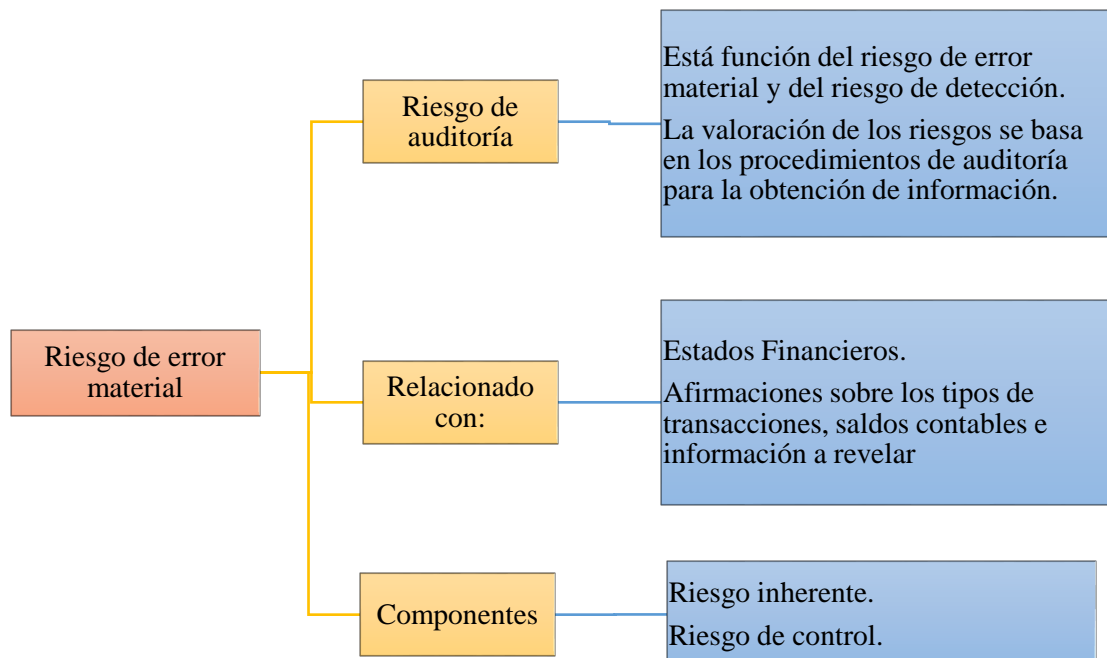 Riesgo de error
material
Riesgo de
auditoría
Está función del riesgo de error
material y del riesgo de detección.
La valoración de los riesgos se basa
en los procedimientos de auditoría
para la obtención de información.
Relacionado
con:
Estados Financieros.
Afirmaciones sobre los tipos de
transacciones, saldos contables e
información a revelar
Componentes
Riesgo inherente.
Riesgo de control.